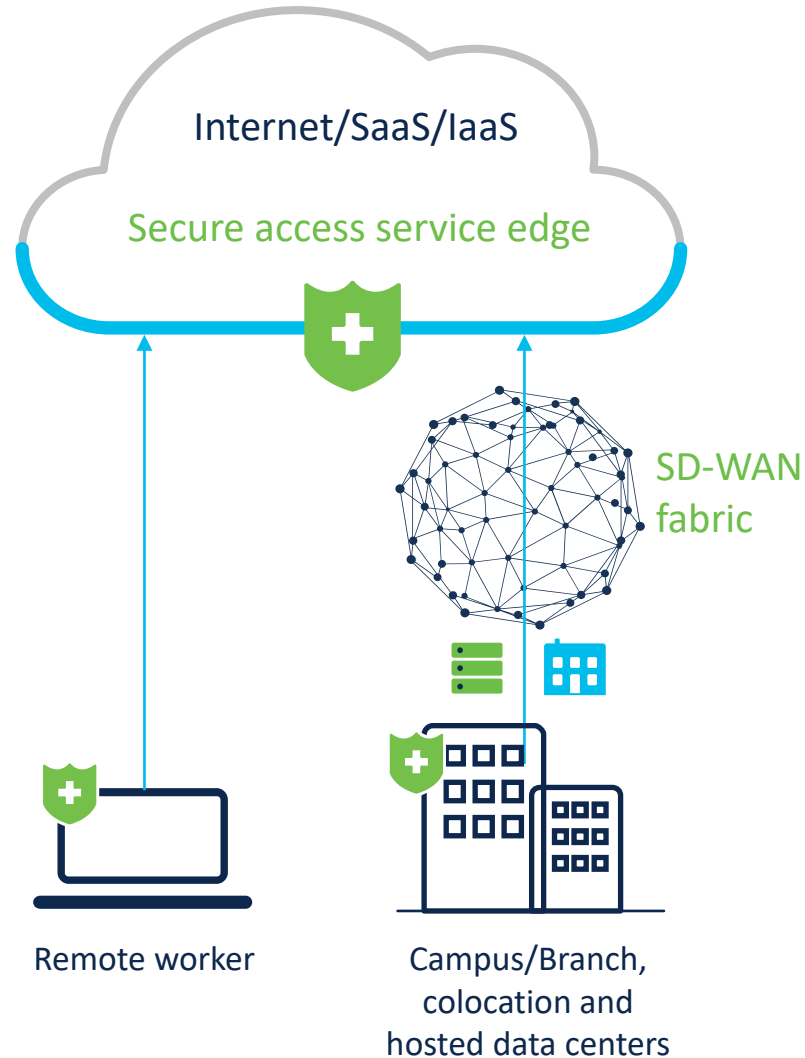 Internet/SaaS/IaaS
Secure access service edge
SD-WAN
fabric
Remote worker
Campus/Branch,
colocation and
hosted data centers